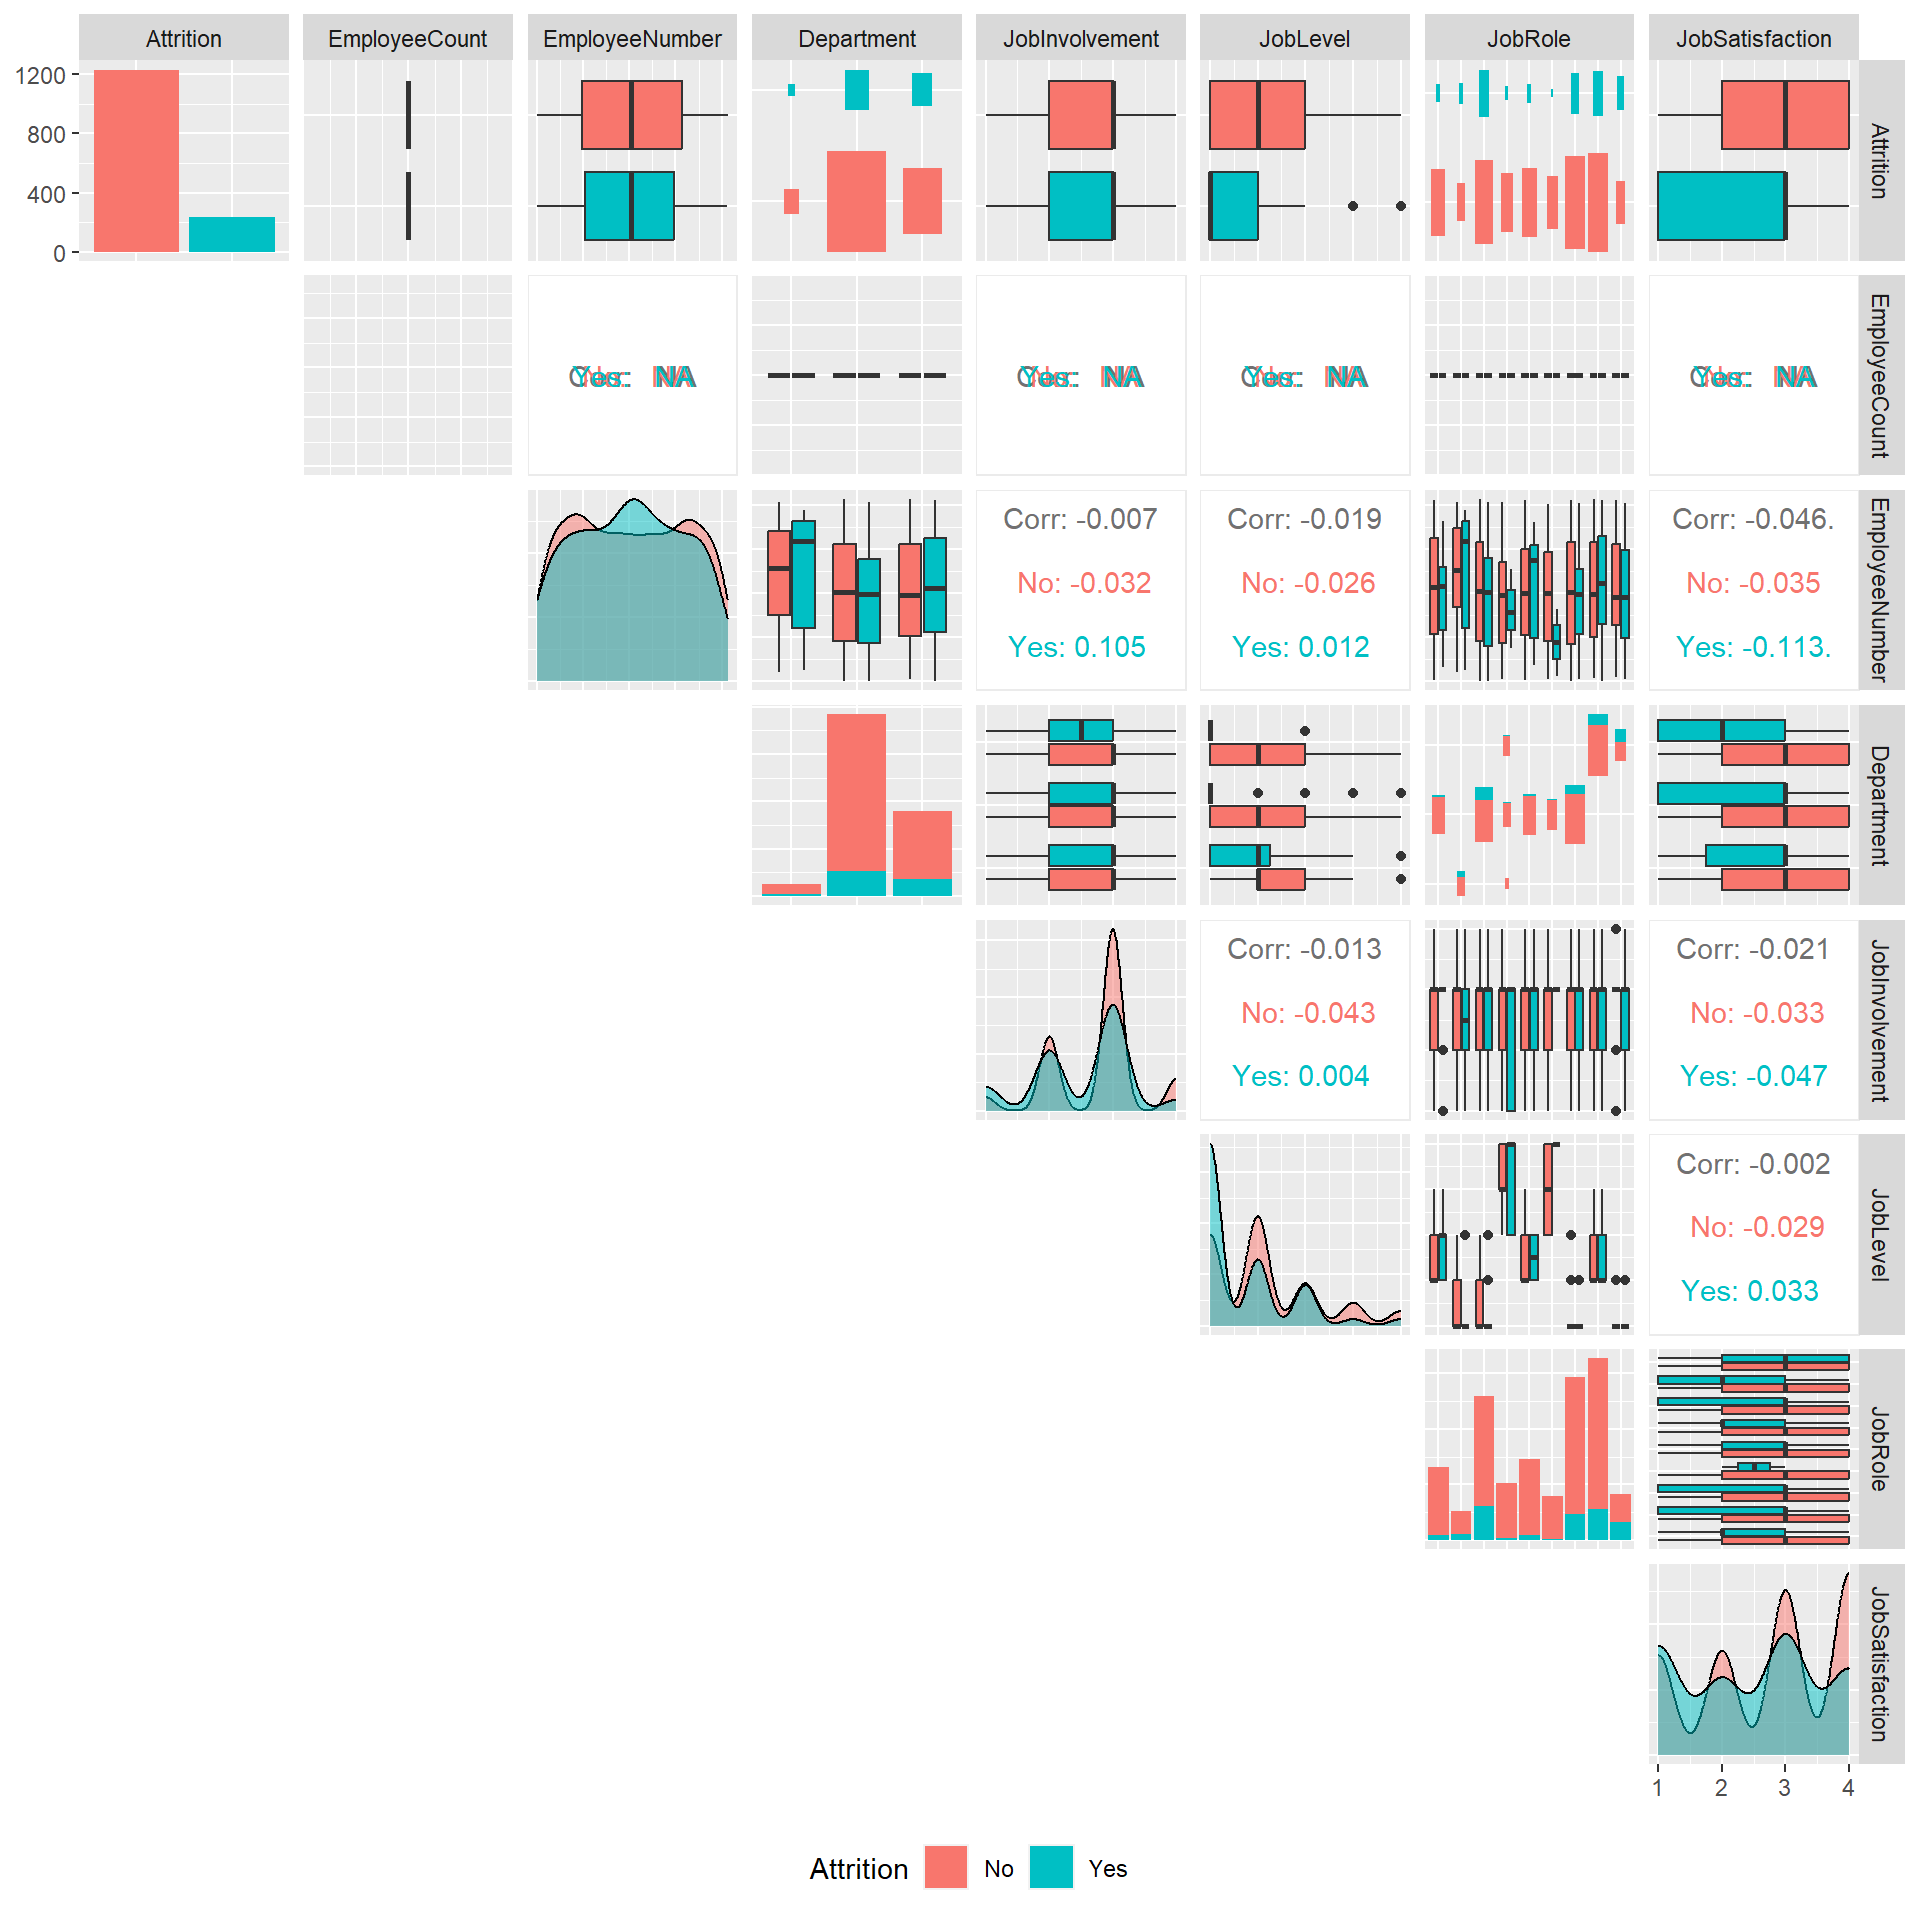 Attrition EmployeeCount EmployeeNumber Department JobInvolvement JobLevel JobRole JobSatisfaction
1200
800
400
0
Attrition
Yes: NA Yes: NA Yes: NA Yes: NA
EmployeeCount
Corr: -0.007 Corr: -0.019 Corr: -0.046.
No: -0.032 No: -0.026 No: -0.035
Yes: 0.105 Yes: 0.012 Yes: -0.113.
EmployeeNumber
Department
Corr: -0.013 Corr: -0.021
No: -0.043 No: -0.033
Yes: 0.004 Yes: -0.047
JobInvolvement
Corr: -0.002
No: -0.029
Yes: 0.033
JobLevel
JobRole
JobSatisfaction
1 2 3 4
Attrition No Yes